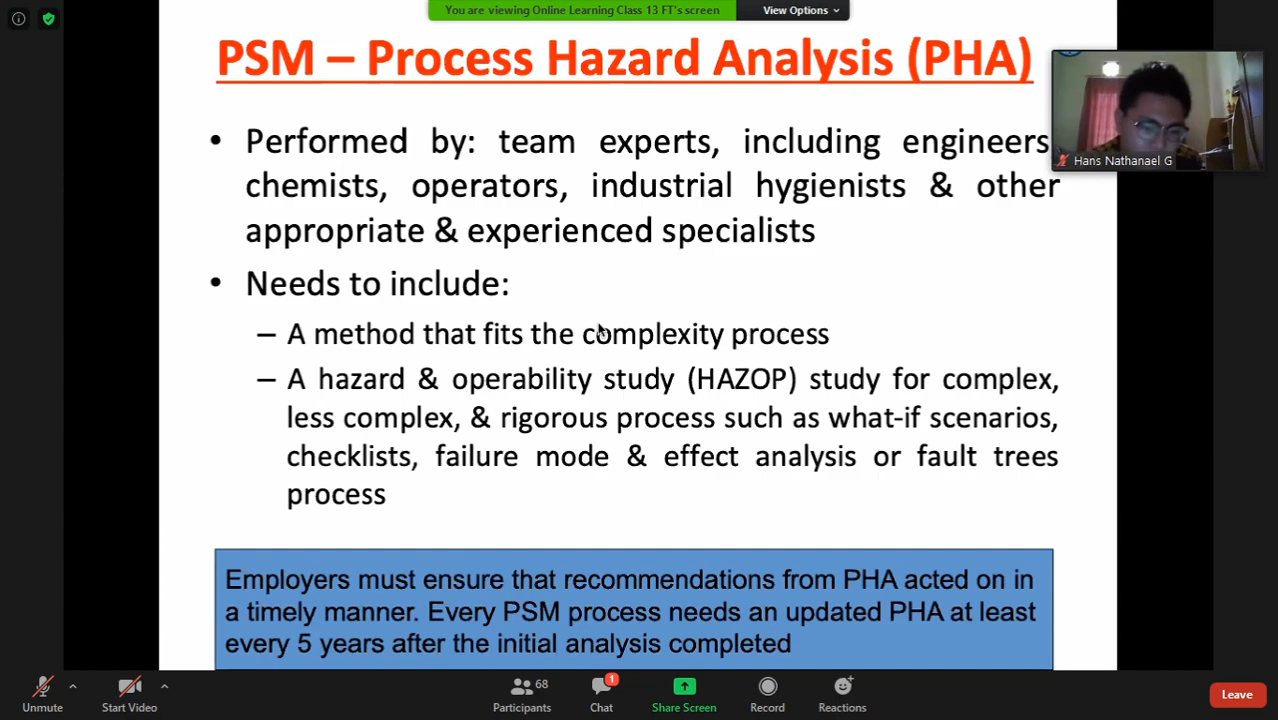 You are viewing Online Learning Class 13 FT's screen
View Options
PSM – Process Hazard Analysis (PHA)
• Performed by: team experts, including engineers,
chemists, operators, industrial hygienists & other
appropriate & experienced specialists
• Needs to include:
– A method that fits the complexity process
– A hazard & operability study (HAZOP) study for complex,
less complex, & rigorous process such as what-if scenarios,
checklists, failure mode & effect analysis or fault trees
process
Employers must ensure that recommendations from PHA acted on in
a timely manner. Every PSM process needs an updated PHA at least
every 5 years after the initial analysis completed
Hans Nathanael G
Unmute
Start Video
68
Participants
1
Chat
Share Screen
Record
Reactions
Leave